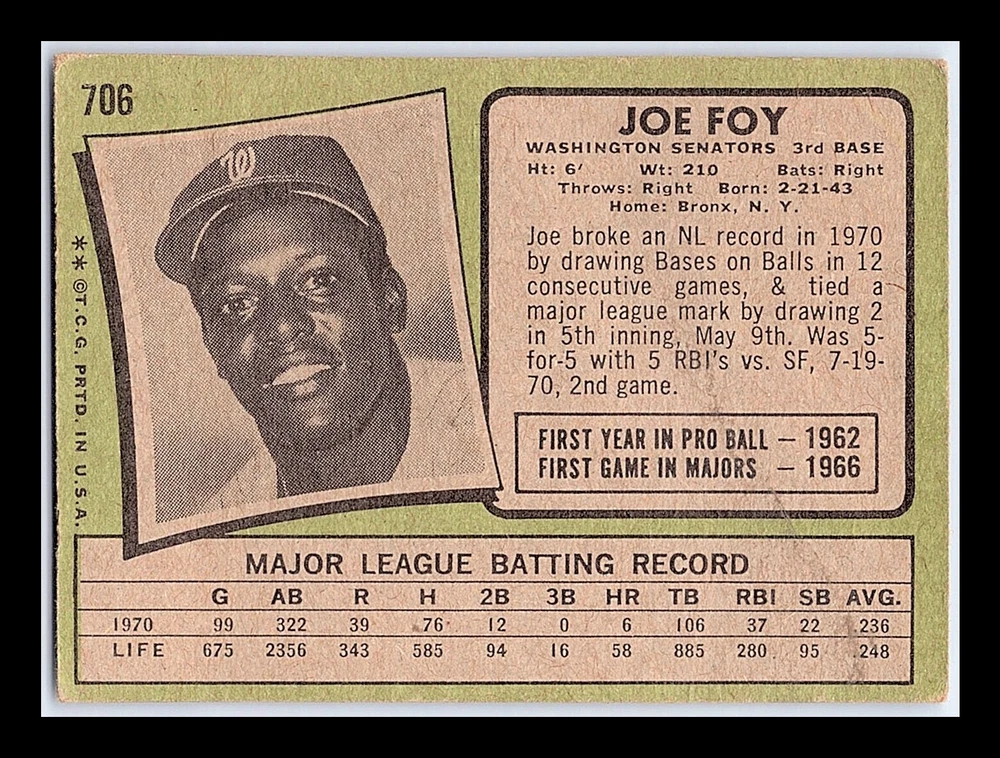 706
JOE FOY
WASHINGTON SENATORS 3rd BASE
Ht: 6' Wt: 210 Bats: Right
Throws: Right Born: 2-21-43
Home: Bronx, N. Y.
Joe broke an NL record in 1970
by drawing Bases on Balls in 12
consecutive games, & tied a
major league mark by drawing 2
in 5th inning, May 9th. Was 5-
for-5 with 5 RBI's vs. SF, 7-19-
70, 2nd game.
FIRST YEAR IN PRO BALL — 1962
FIRST GAME IN MAJORS — 1966
W
** ©T.C.G. PRTD. IN U.S.A.
MAJOR LEAGUE BATTING RECORD
G AB R H 2B 3B HR TB RBI SB AVG.
1970 99 322 39 76 12 0 6 106 37 22 .236
LIFE 675 2356 343 585 94 16 58 885 280 95 .248